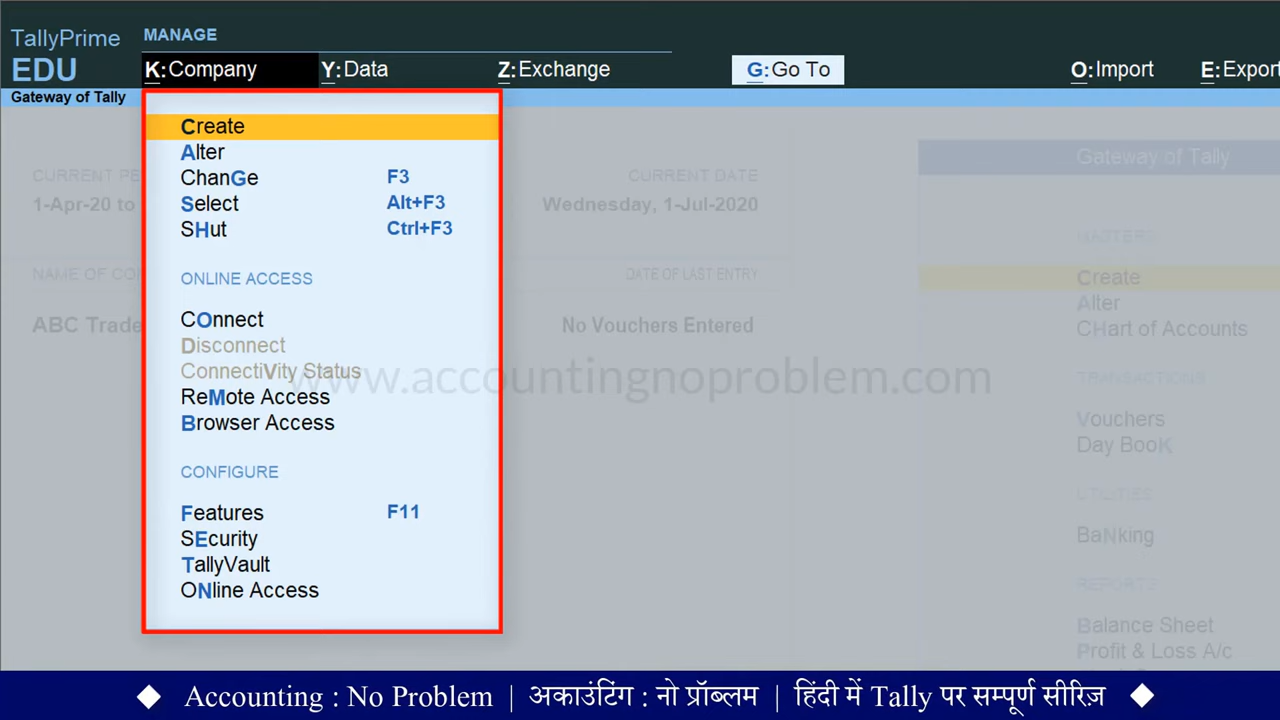 TallyPrime
EDU
MANAGE
K:Company Y:Data Z:Exchange G:Go To O:Import E:Export
Gateway of Tally
Create
Alter
ChanGe F3
Select Alt+F3
SHut Ctrl+F3
ONLINE ACCESS
COnnect
Disconnect
ConnectiVity Status
ReMote Access
Browser Access
CONFIGURE
Features F11
SEcurity
TallyVault
ONline Access
CURRENT PE
1-Apr-20 to
CURRENT DATE
Wednesday, 1-Jul-2020
NAME OF CO
DATE OF LAST ENTRY
ABC Trade
No Vouchers Entered
www.accountingnoproblem.com
Gateway of Tally
MASTERS
Create
Alter
CHart of Accounts
TRANSACTIONS
Vouchers
Day BooK
UTILITIES
BaNking
REPORTS
Balance Sheet
Profit & Loss A/c
Accounting : No Problem | अकाउंटिंग : नो प्रॉब्लम | हिंदी में Tally पर सम्पूर्ण सीरिज़